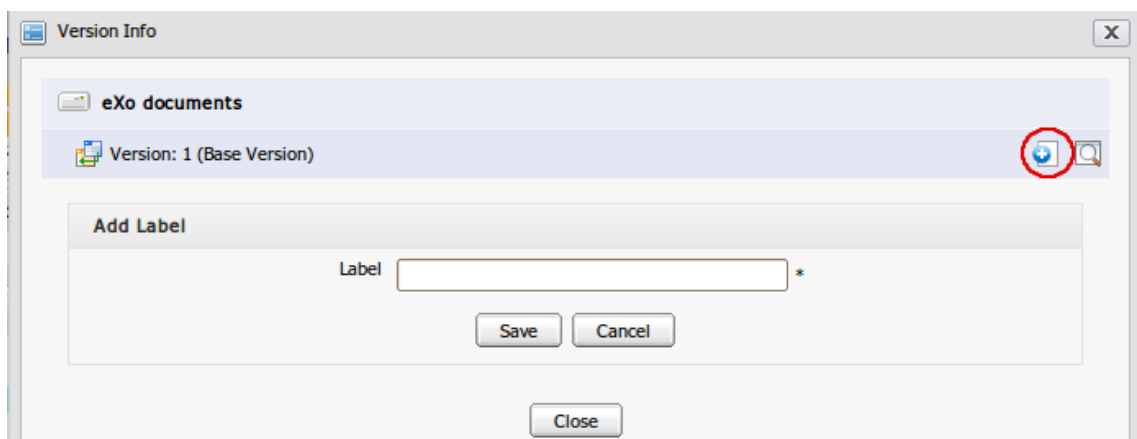 Version Info
X
eXo documents
Version: 1 (Base Version)
Add Label
Label *
Save Cancel
Close